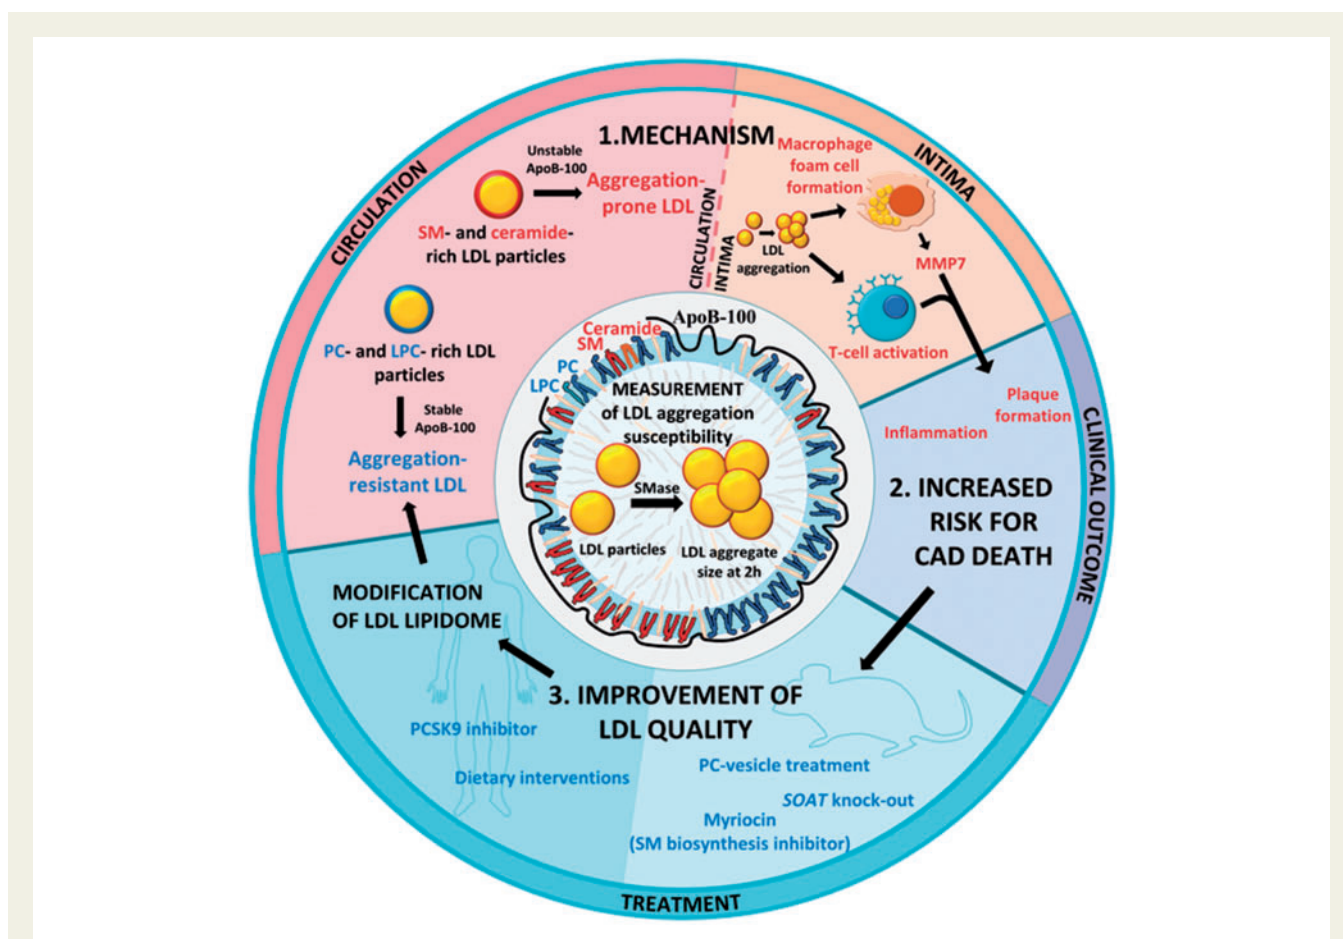 1.MECHANISM
CIRCULATION
Unstable
ApoB-100
Aggregation-
prone LDL
SM- and ceramide-
rich LDL particles
PC- and LPC- rich LDL
particles
Stable
ApoB-100
Aggregation-
resistant LDL
CIRCULATION
INTIMA
INTIMA
Macrophage
foam cell
formation
LDL
aggregation
MMP7
T-cell activation
CLINICAL OUTCOME
Plaque
formation
Inflammation
2. INCREASED
RISK FOR
CAD DEATH
ApoB-100
Ceramide
SM
PC
LPC
MEASUREMENT
of LDL aggregation
susceptibility
SMase
LDL particles
LDL aggregate
size at 2h
3. IMPROVEMENT OF
LDL QUALITY
MODIFICATION
OF LDL LIPIDOME
PCSK9 inhibitor
Dietary interventions
PC-vesicle treatment
SOAT knock-out
Myriocin
(SM biosynthesis inhibitor)
TREATMENT